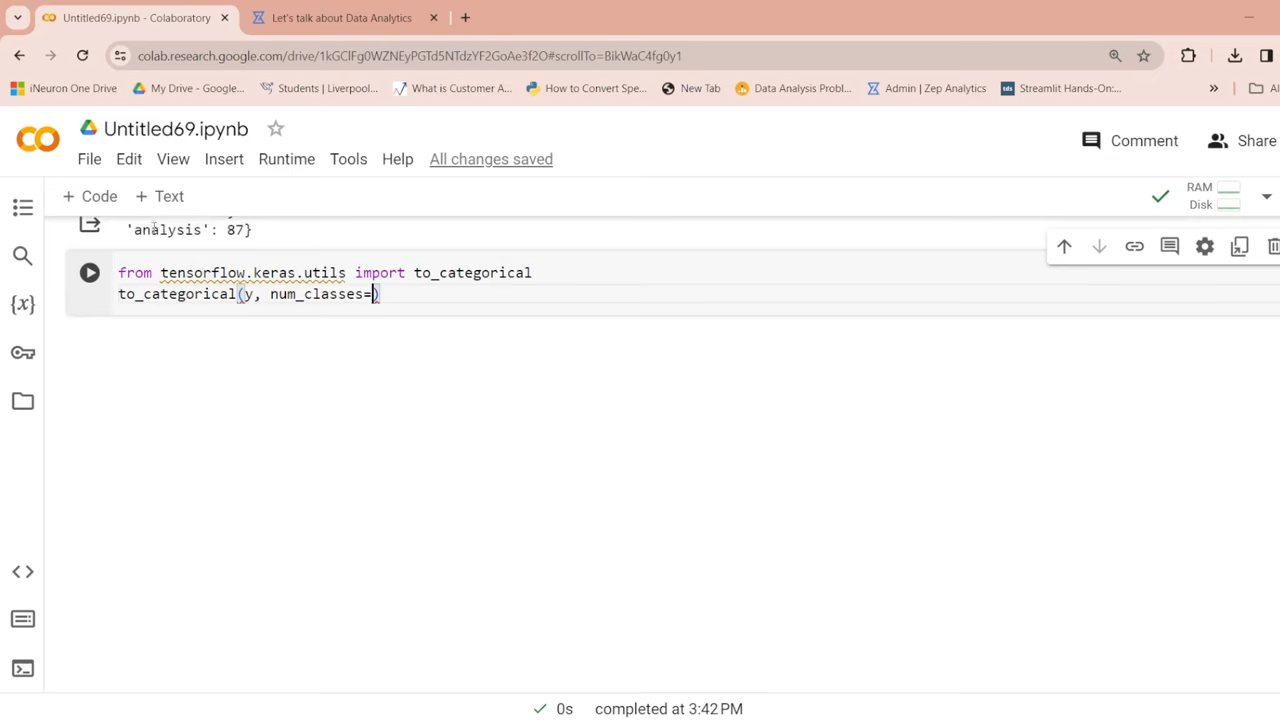 Untitled69.ipynb - Colaboratory
Let's talk about Data Analytics
colab.research.google.com/drive/1kGClFg0WZNEyPGTd5NTdzYF2GoAe3f2O#scrollTo=BikWaC4fg0y1
iNeuron One Drive
My Drive - Google...
Students | Liverpool...
What is Customer A...
How to Convert Spe...
New Tab
Data Analysis Probl...
Admin | Zep Analytics
Streamlit Hands-On:...
»
Al
CO
Untitled69.ipynb
Comment
Share
File Edit View Insert Runtime Tools Help All changes saved
+ Code + Text
RAM
Disk
'analysis': 87}
from tensorflow.keras.utils import to_categorical
to_categorical(y, num_classes=)
{x}
0s completed at 3:42 PM